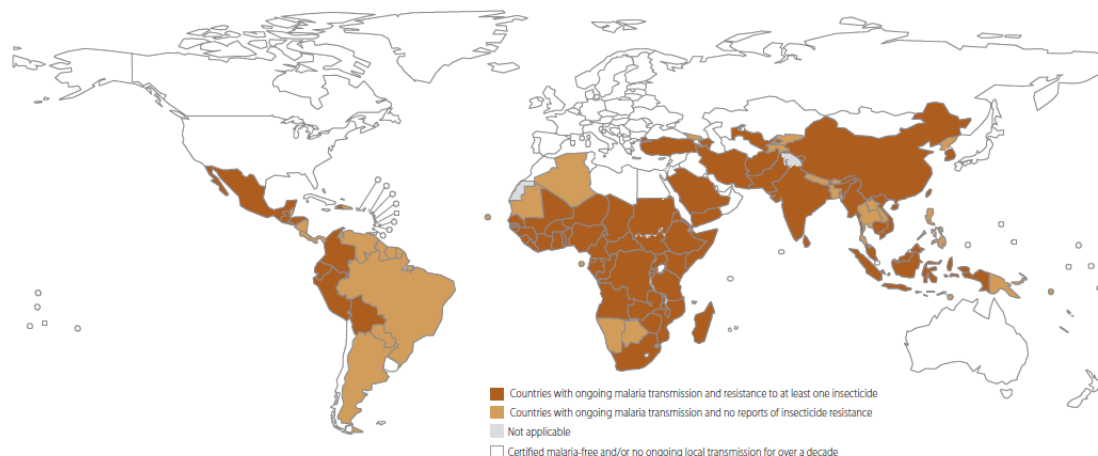 Countries with ongoing malaria transmission and resistance to at least one insecticide
Countries with ongoing malaria transmission and no reports of insecticide resistance
Not applicable
Certified malaria-free and/or no ongoing local transmission for over a decade